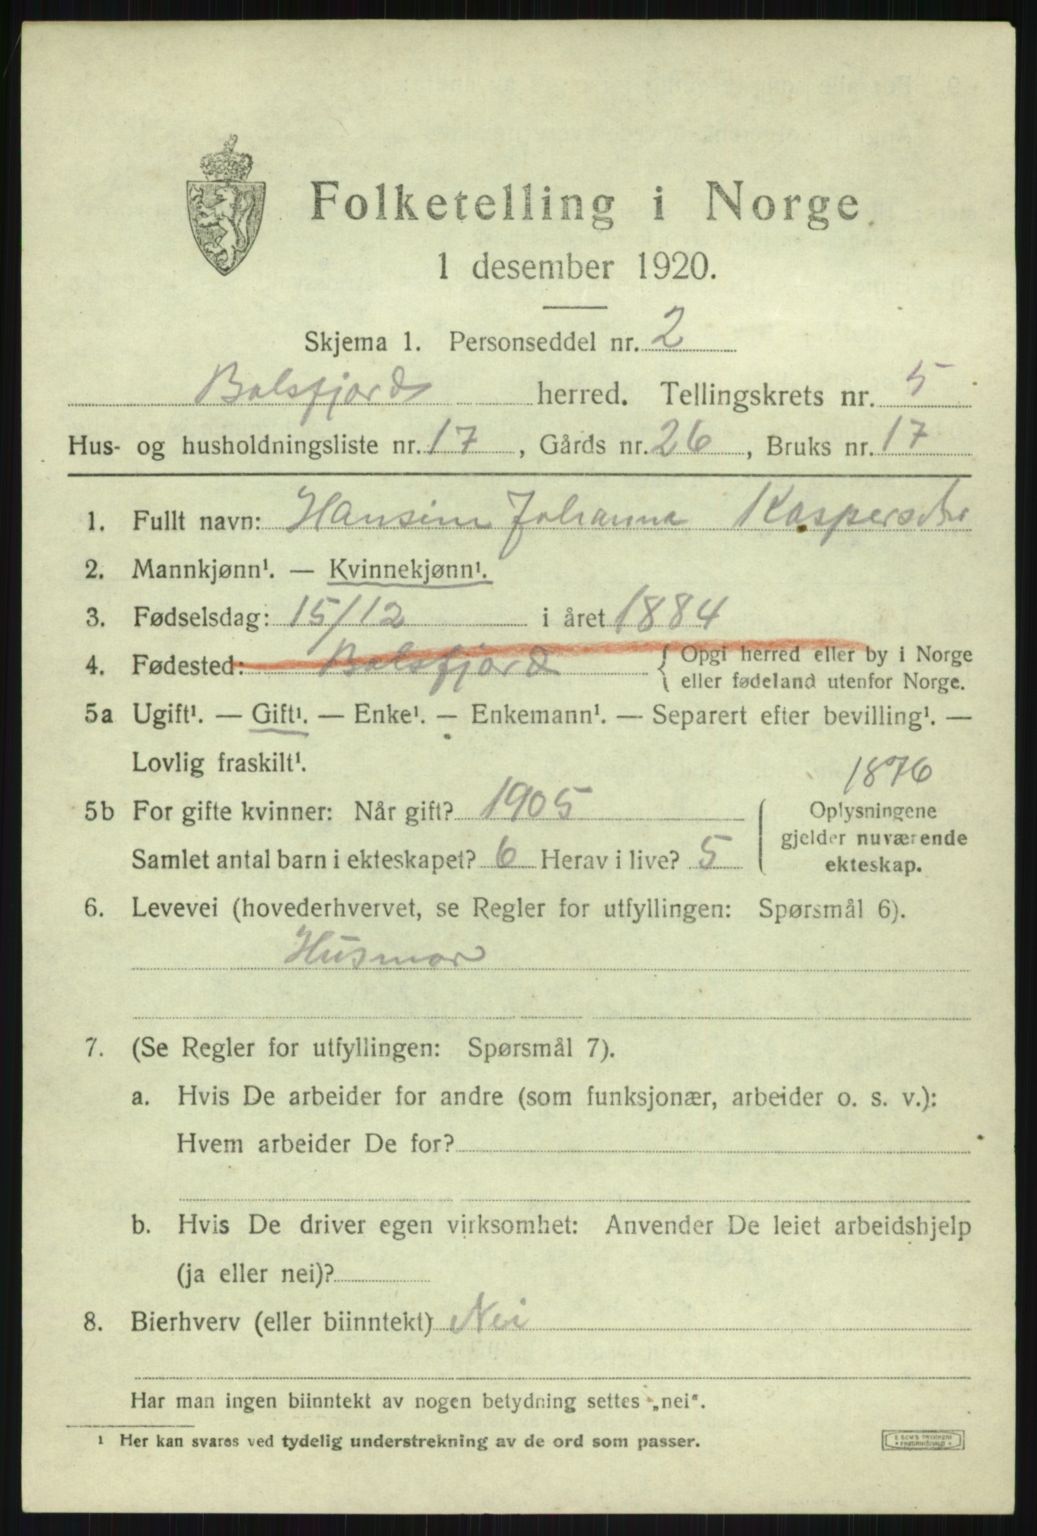 Folketelling i Norge
1 desember 1920.
Skjema 1. Personseddel nr. 2
Balsfjord herred. Tellingskrets nr. 5
Hus- og husholdningsliste nr. 17, Gårds nr. 26, Bruks nr. 17
1. Fullt navn: Hansine Johanna
2. Mannkjønn¹. — Kvinnekjønn¹.
3. Fødselsdag: 15/12 i året 1884
4. Fødested: Balsfjord { Opgi herred eller by i Norge
eller fødeland utenfor Norge.
5a Ugift¹. — Gift¹. — Enke¹. — Enkemann¹. — Separert efter bevilling¹. —
Lovlig fraskilt¹.
1876
5b For gifte kvinner: Når gift? 1905
Samlet antal barn i ekteskapet? 6 Herav i live? 5
Oplysningene
gjelder nuværende
ekteskap.
6. Levevei (hovederhvervet, se Regler for utfyllingen: Spørsmål 6).
Husmor
7. (Se Regler for utfyllingen: Spørsmål 7).
a. Hvis De arbeider for andre (som funksjonær, arbeider o. s. v.):
Hvem arbeider De for?
b. Hvis De driver egen virksomhet: Anvender De leiet arbeidshjelp
(ja eller nei)?
8. Bierhverv (eller biinntekt) Nei
Har man ingen biinntekt av nogen betydning settes „nei“.
¹ Her kan svares ved tydelig understrekning av de ord som passer.